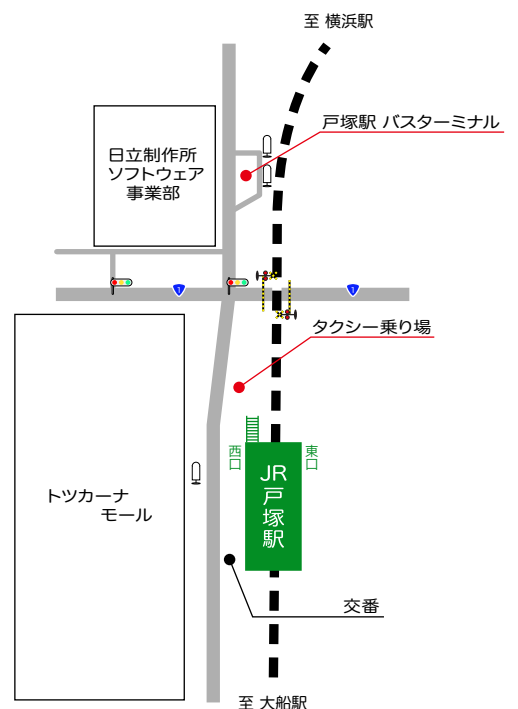 至 横浜駅
戸塚駅 バスターミナル
日立制作所
ソフトウェア
事業部
1
1
タクシー乗り場
西口
東口
JR
戸塚駅
トツカーナ
モール
交番
至 大船駅